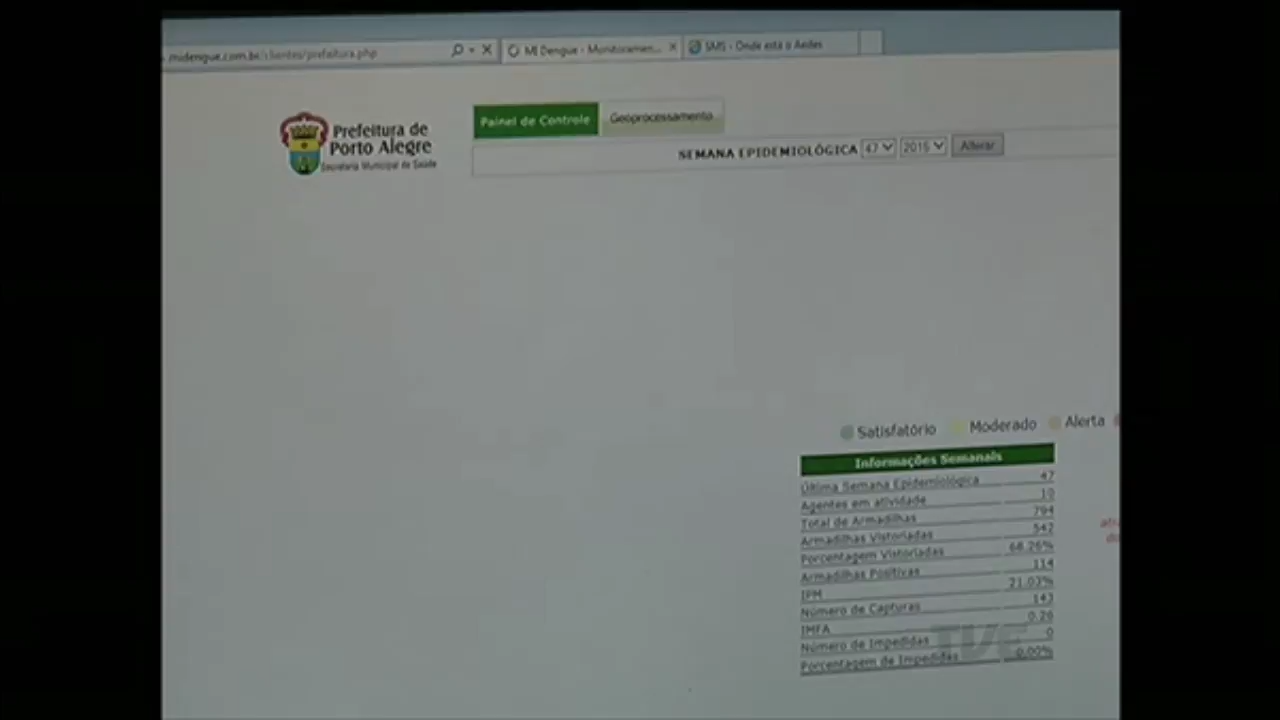 midengue.com.br/clientes/prefeitura.php
MI Dengue - Monitoramen...
SMS - Onde está o Aedes
Prefeitura de
Porto Alegre
Secretaria Municipal de Saúde
Painel de Controle
Geoprocessamento
SEMANA EPIDEMIOLÓGICA 47 2015 Alterar
Satisfatório Moderado Alerta
Informações Semanais
Última Semana Epidemiológica 47
Agentes em atividade 10
Total de Armadilhas 794
Armadilhas Vistoriadas 542
Porcentagem Vistoriadas 68.26%
Armadilhas Positivas 114
IPM 21.03%
Número de Capturas 143
IMFA 0.26
Número de Impedidas 0
Porcentagem de Impedidas 0.00%
TVE